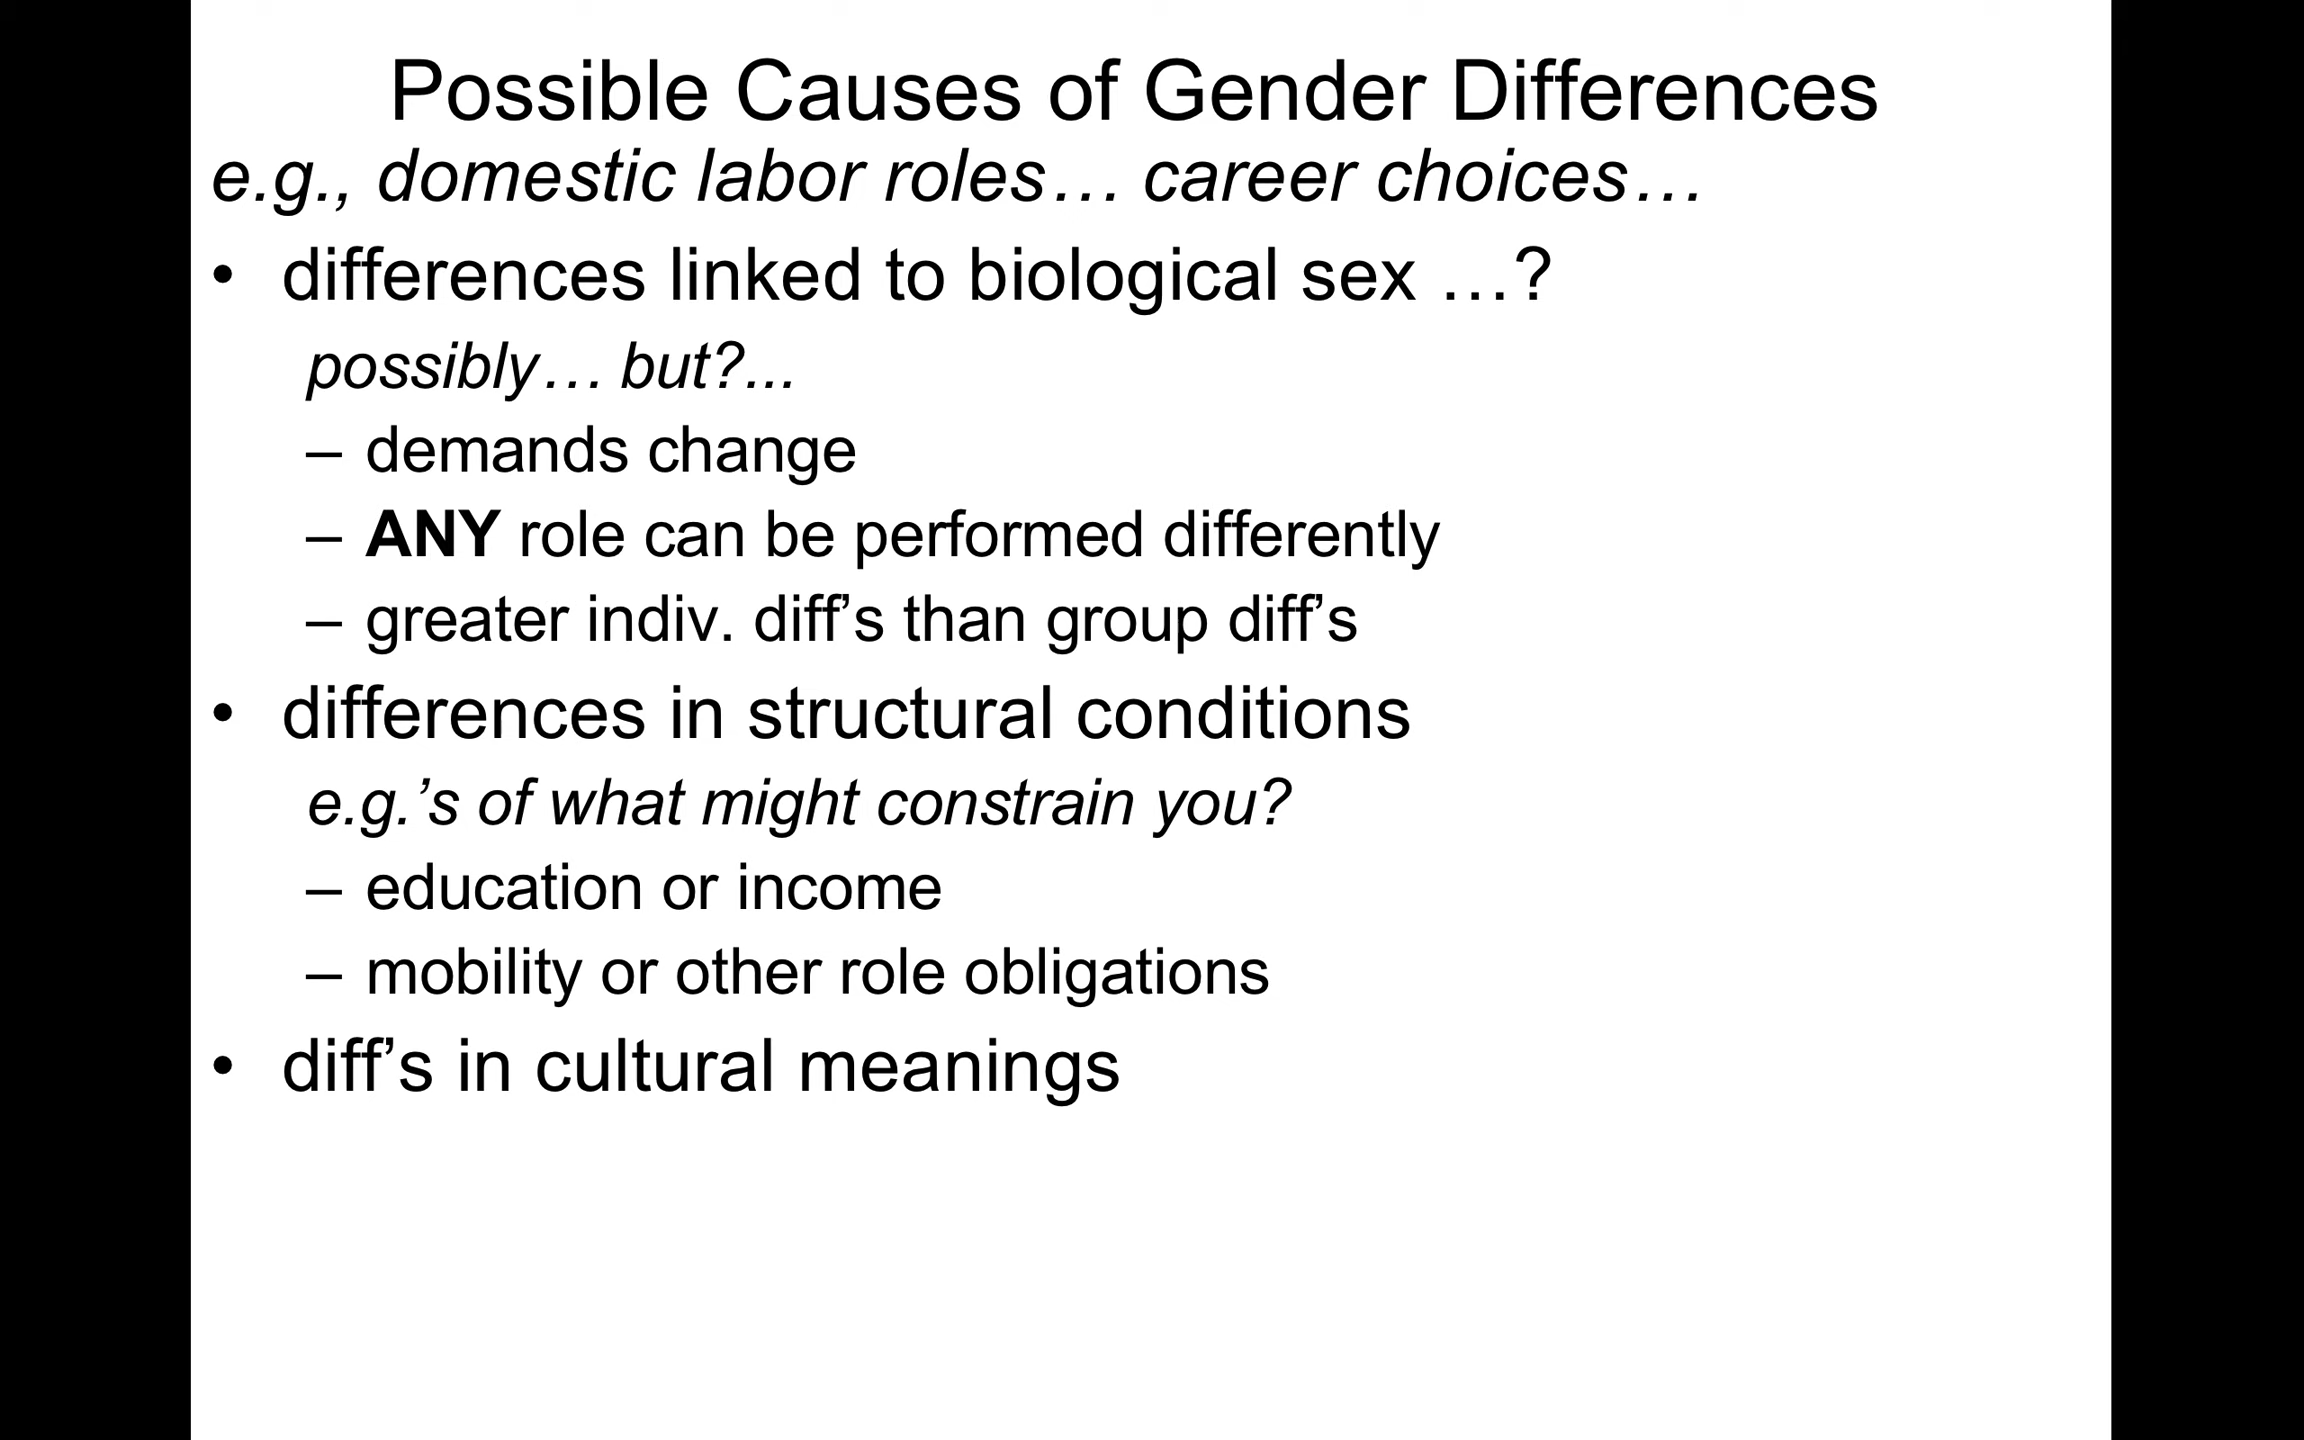 Possible Causes of Gender Differences
e.g., domestic labor roles… career choices…
• differences linked to biological sex …?
possibly… but?...
– demands change
– ANY role can be performed differently
– greater indiv. diff’s than group diff’s
• differences in structural conditions
e.g.’s of what might constrain you?
– education or income
– mobility or other role obligations
• diff’s in cultural meanings